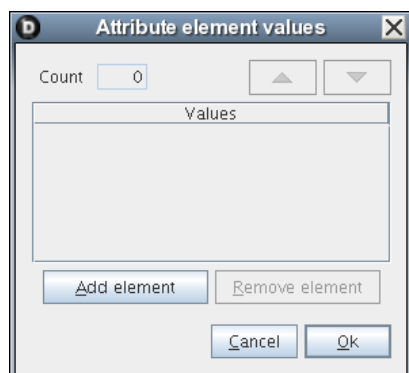 D Attribute element values
Count 0
Values
Add element Remove element
Cancel Ok